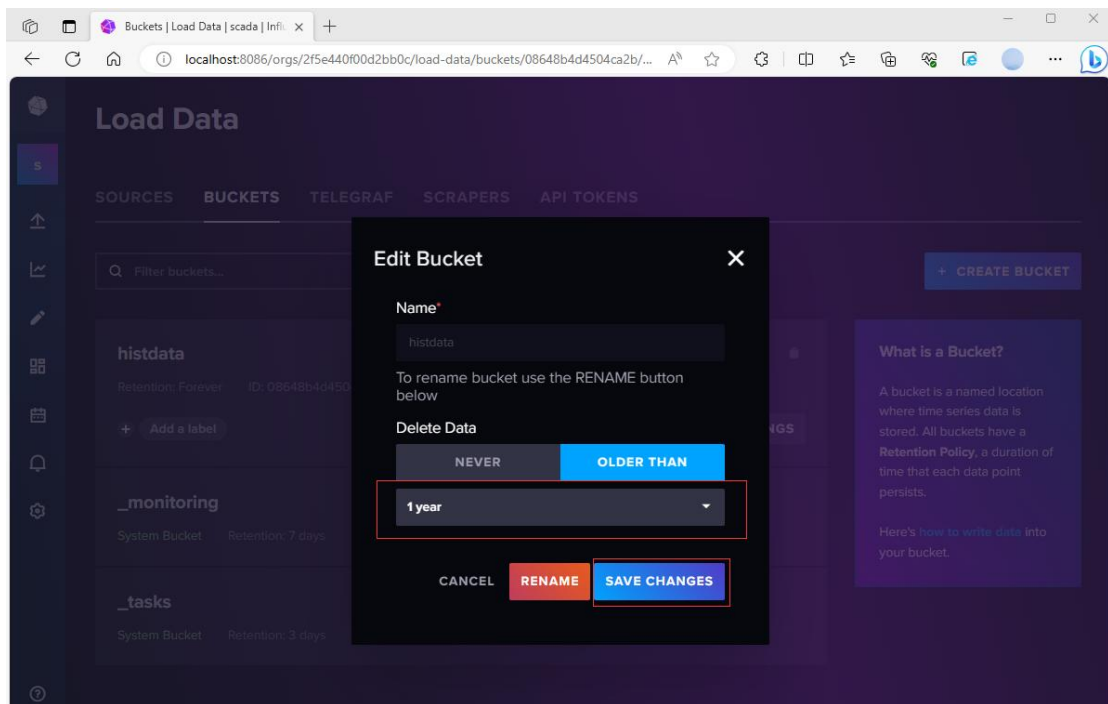 Buckets | Load Data | scada | Infl
localhost:8086/orgs/2f5e440f00d2bb0c/load-data/buckets/08648b4d4504ca2b/...
Load Data
S
SOURCES BUCKETS TELEGRAF SCRAPERS API TOKENS
Filter buckets...
+ CREATE BUCKET
histdata
Retention: Forever ID: 08648b4d450
+ Add a label
NGS
_monitoring
System Bucket Retention: 7 days
_tasks
System Bucket Retention: 3 days
Edit Bucket
Name*
histdata
To rename bucket use the RENAME button
below
Delete Data
NEVER OLDER THAN
1 year
CANCEL RENAME SAVE CHANGES
What is a Bucket?
A bucket is a named location
where time series data is
stored. All buckets have a
Retention Policy, a duration of
time that each data point
persists.
Here's how to write data into
your bucket.